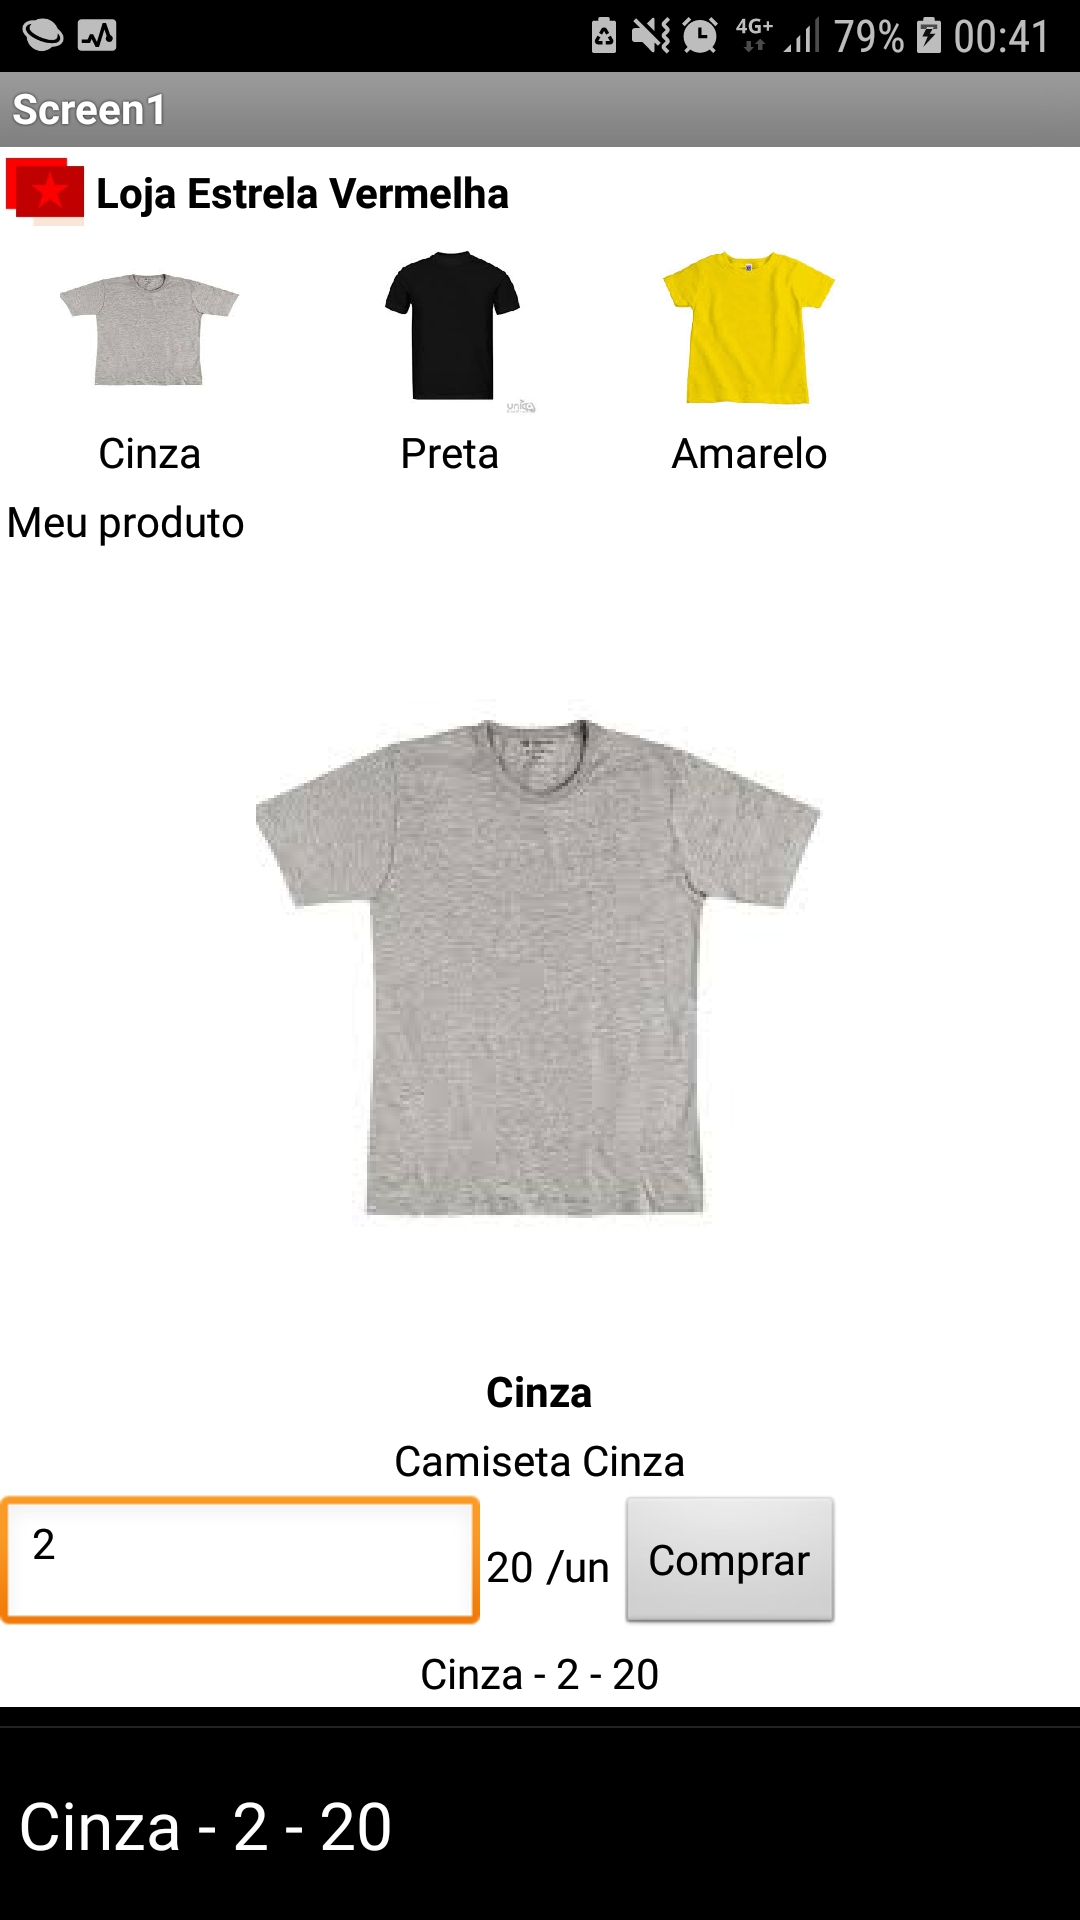 4G+ 79% 00:41
Screen1
Loja Estrela Vermelha
unico
Cinza Preta Amarelo
Meu produto
Cinza
Camiseta Cinza
2 20 /un Comprar
Cinza - 2 - 20
Cinza - 2 - 20